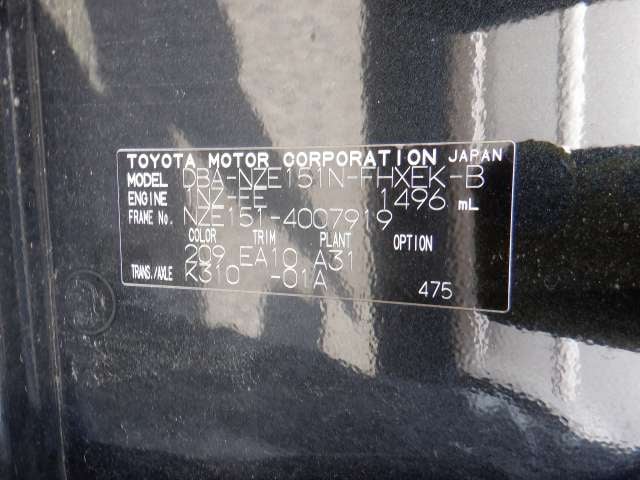 TOYOTA MOTOR CORPORATION JAPAN
MODEL DBA-NZE151N-FHXEK-B
ENGINE 1NZ-FE 1496 mL
FRAME No. NZE151-4007919
COLOR TRIM PLANT OPTION
209 EA10 A31
TRANS./AXLE K310 -01A
475